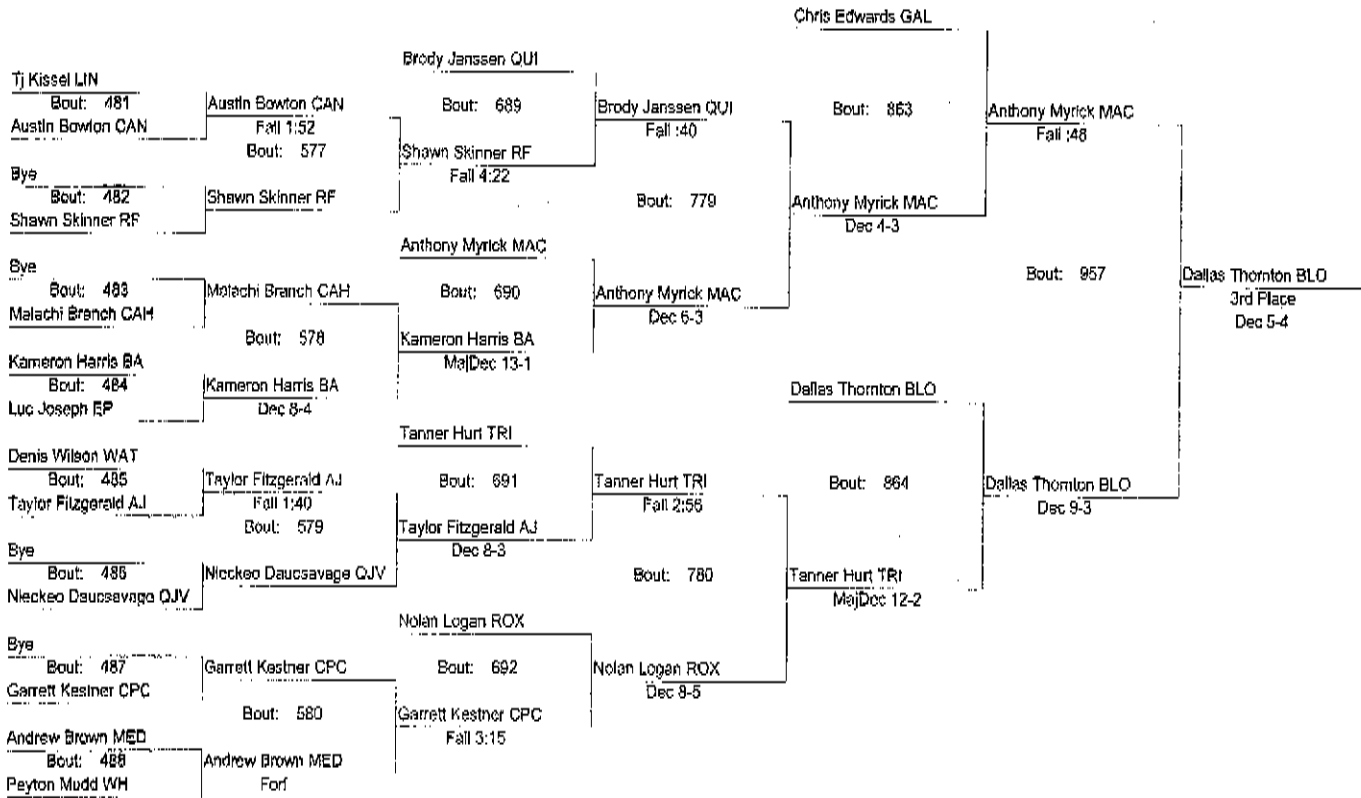 Tj Kissel LIN
Bout: 481
Austin Bowton CAN
Bye
Bout: 482
Shawn Skinner RF
Bye
Bout: 483
Malachi Branch CAH
Kameron Harris BA
Bout: 484
Luc Joseph EP
Denis Wilson WAT
Bout: 485
Taylor Fitzgerald AJ
Bye
Bout: 486
Nieckeo Daucsavage QJV
Bye
Bout: 487
Garrett Kestner CPC
Andrew Brown MED
Bout: 488
Peyton Mudd WH
Austin Bowton CAN
Fall 1:52
Bout: 577
Shawn Skinner RF
Malachi Branch CAH
Bout: 578
Kameron Harris BA
Dec 8-4
Taylor Fitzgerald AJ
Fall 1:40
Bout: 579
Nieckeo Daucsavage QJV
Garrett Kestner CPC
Bout: 580
Andrew Brown MED
Forf
Brody Janssen QUI
Bout: 689
Shawn Skinner RF
Fall 4:22
Anthony Myrick MAC
Bout: 690
Kameron Harris BA
MajDec 13-1
Tanner Hurt TRI
Bout: 691
Taylor Fitzgerald AJ
Dec 8-3
Nolan Logan ROX
Bout: 692
Garrett Kestner CPC
Fall 3:15
Brody Janssen QUI
Fall :40
Bout: 779
Anthony Myrick MAC
Dec 6-3
Tanner Hurt TRI
Fall 2:56
Bout: 780
Nolan Logan ROX
Dec 8-5
Chris Edwards GAL
Bout: 863
Anthony Myrick MAC
Dec 4-3
Dallas Thornton BLO
Bout: 864
Tanner Hurt TRI
MajDec 12-2
Anthony Myrick MAC
Fall :48
Bout: 957
Dallas Thornton BLO
Dec 9-3
Dallas Thornton BLO
3rd Place
Dec 5-4